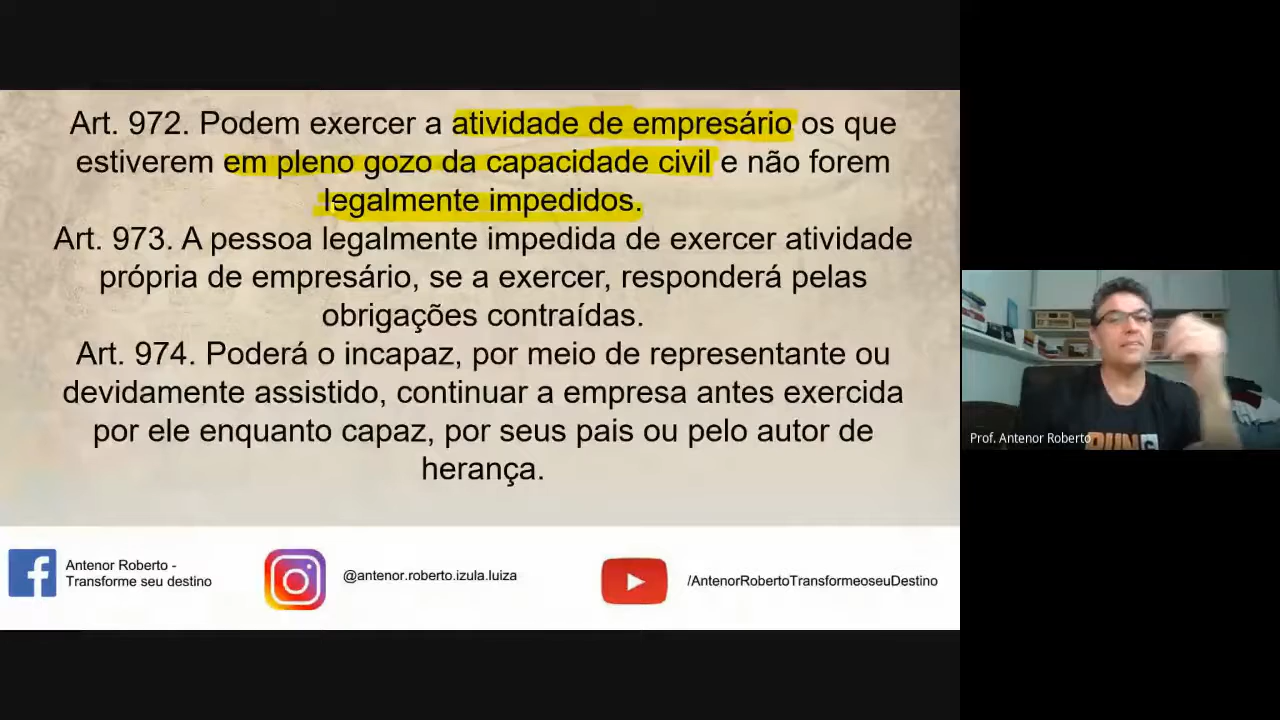 Art. 972. Podem exercer a atividade de empresário os que
estiverem em pleno gozo da capacidade civil e não forem
legalmente impedidos.
Art. 973. A pessoa legalmente impedida de exercer atividade
própria de empresário, se a exercer, responderá pelas
obrigações contraídas.
Art. 974. Poderá o incapaz, por meio de representante ou
devidamente assistido, continuar a empresa antes exercida
por ele enquanto capaz, por seus pais ou pelo autor de
herança.
Prof. Antenor Roberto
Antenor Roberto -
Transforme seu destino
@antenor.roberto.izula.luiza
/AntenorRobertoTransformeoseuDestino